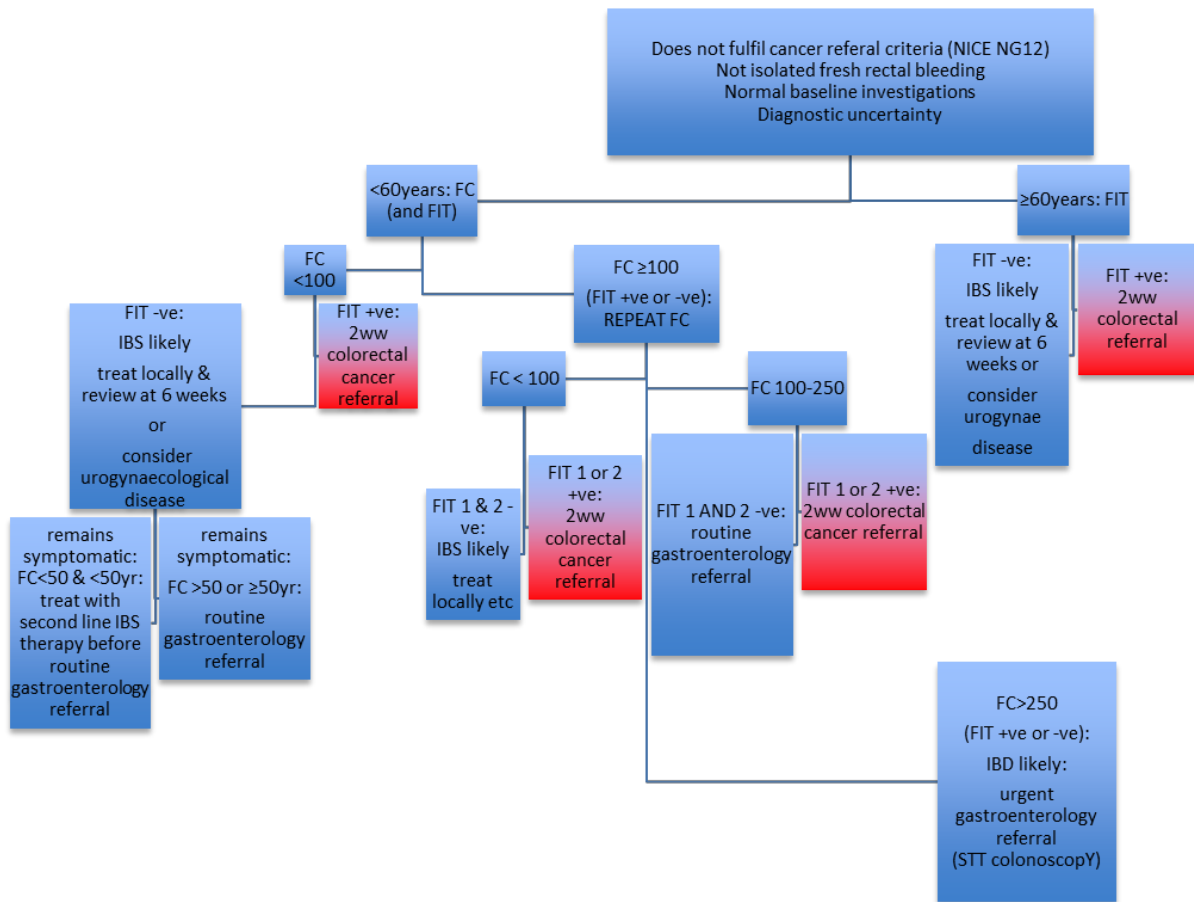 Does not fulfil cancer referal criteria (NICE NG12)
Not isolated fresh rectal bleeding
Normal baseline investigations
Diagnostic uncertainty
<60years: FC
(and FIT)
≥60years: FIT
FC
<100
FC ≥100
(FIT +ve or -ve):
REPEAT FC
FIT -ve:
IBS likely
treat locally &
review at 6
weeks or
consider
urogynae
disease
FIT +ve:
2ww
colorectal
referral
FIT -ve:
IBS likely
treat locally &
review at 6 weeks
or
consider
urogynaecological
disease
FIT +ve:
2ww
colorectal
cancer
referral
FC < 100
FC 100-250
FIT 1 & 2 -
ve:
IBS likely
treat
locally etc
FIT 1 or 2
+ve:
2ww
colorectal
cancer
referral
FIT 1 AND 2 -ve:
routine
gastroenterology
referral
FIT 1 or 2 +ve:
2ww colorectal
cancer referral
remains
symptomatic:
FC<50 & <50yr:
treat with
second line IBS
therapy before
routine
gastroenterology
referral
remains
symptomatic:
FC >50 or ≥50yr:
routine
gastroenterology
referral
FC>250
(FIT +ve or -ve):
IBD likely:
urgent
gastroenterology
referral
(STT colonoscopY)